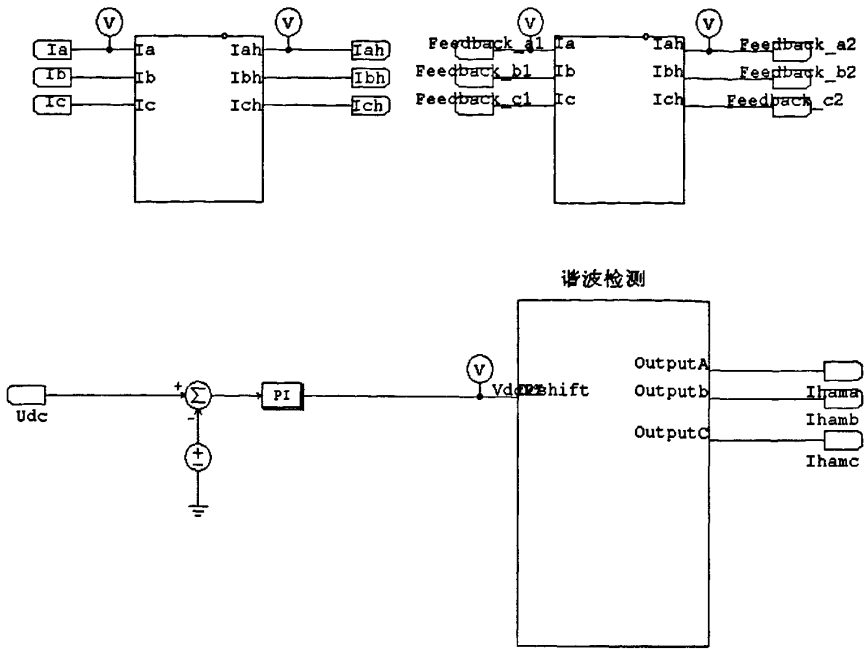 V V V V
Ia Ia Iah Iah
Ib Ib Ibh Ibh
Ic Ic Ich Ich
Feedback_a1 Ia Iah Feedback_a2
Feedback_b1 Ib Ibh Feedback_b2
Feedback_c1 Ic Ich Feedback_c2
谐波检测
OutputA
V
Outputb
Ihama
Udc
+
Σ
-
PI
Ihamb
OutputC
Ihamc
+
-